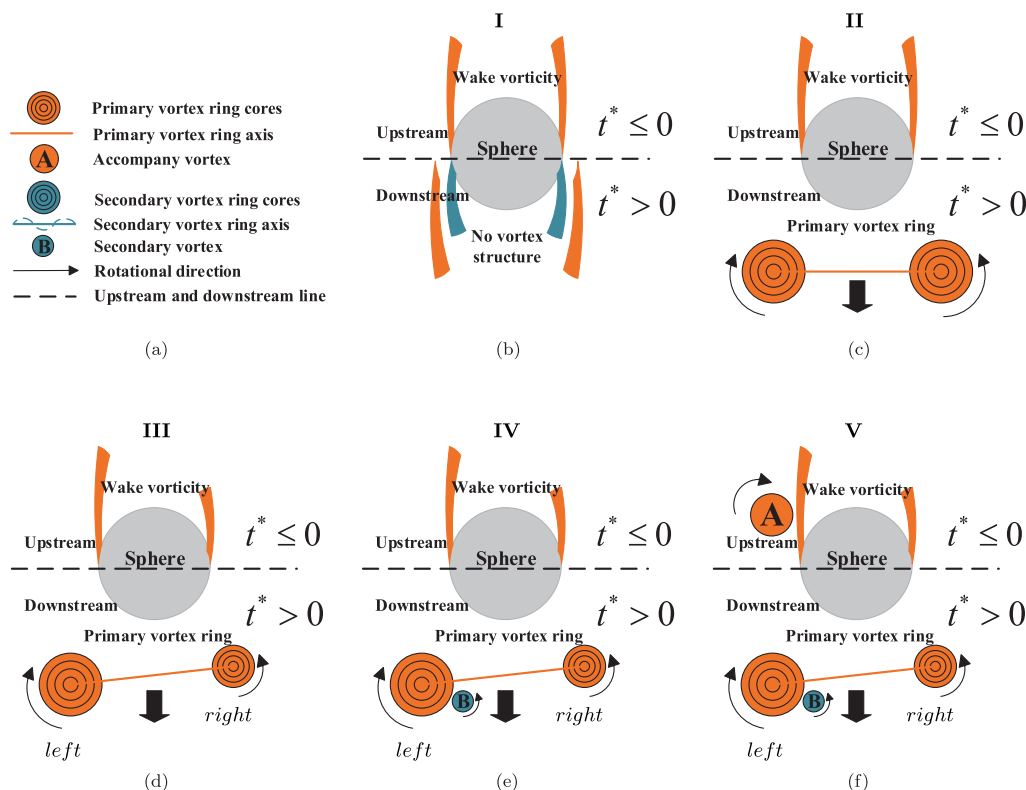 Primary vortex ring cores
Primary vortex ring axis
A
Accompany vortex
Secondary vortex ring cores
Secondary vortex ring axis
B
Secondary vortex
Rotational direction
Upstream and downstream line
(a)
I
Wake vorticity
Upstream
Sphere
t* ≤ 0
Downstream
t* > 0
No vortex
structure
(b)
II
Wake vorticity
Upstream
Sphere
t* ≤ 0
Downstream
t* > 0
Primary vortex ring
(c)
III
Wake vorticity
Upstream
Sphere
t* ≤ 0
Downstream
t* > 0
Primary vortex ring
right
left
(d)
IV
Wake vorticity
Upstream
Sphere
t* ≤ 0
Downstream
t* > 0
Primary vortex ring
B
right
left
(e)
V
Wake vorticity
A
Upstream
Sphere
t* ≤ 0
Downstream
t* > 0
Primary vortex ring
B
right
left
(f)